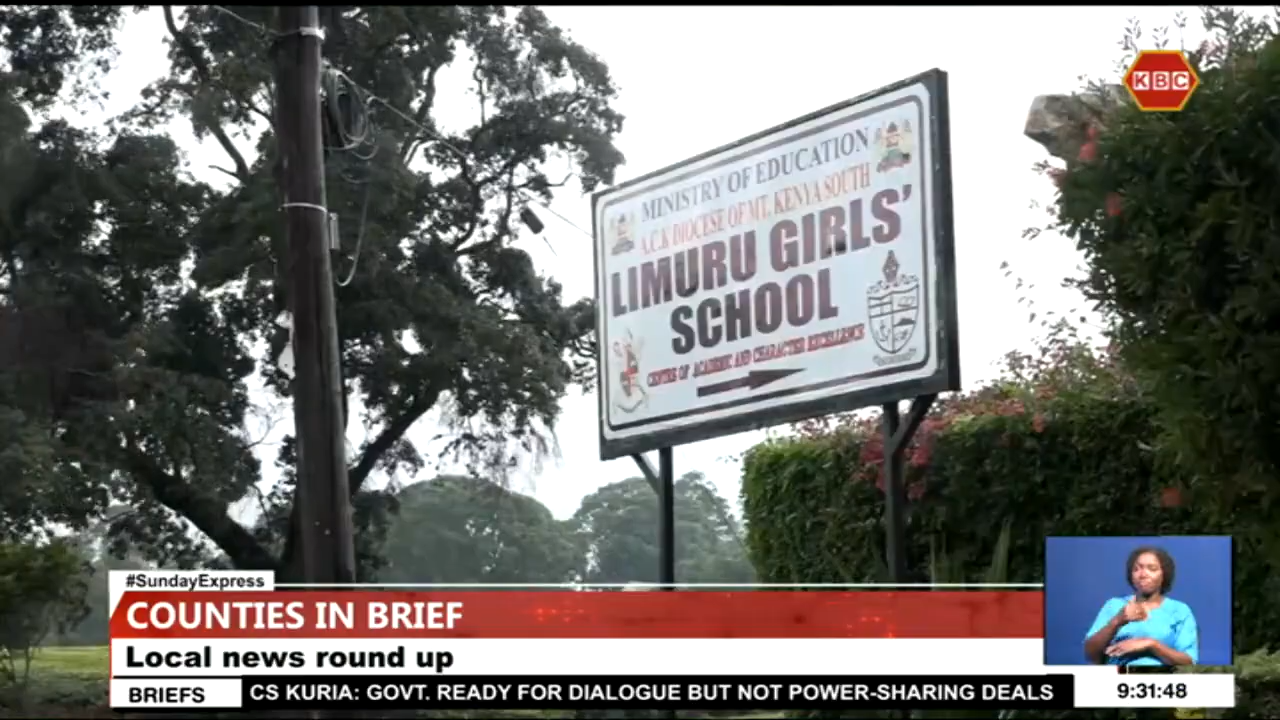 KBC
MINISTRY OF EDUCATION
A.C.K DIOCESE OF MT. KENYA SOUTH
LIMURU GIRLS'
SCHOOL
CENTRE OF ACADEMIC AND CHARACTER EXCELLENCE
#SundayExpress
COUNTIES IN BRIEF
Local news round up
BRIEFS
CS KURIA: GOVT. READY FOR DIALOGUE BUT NOT POWER-SHARING DEALS
9:31:48